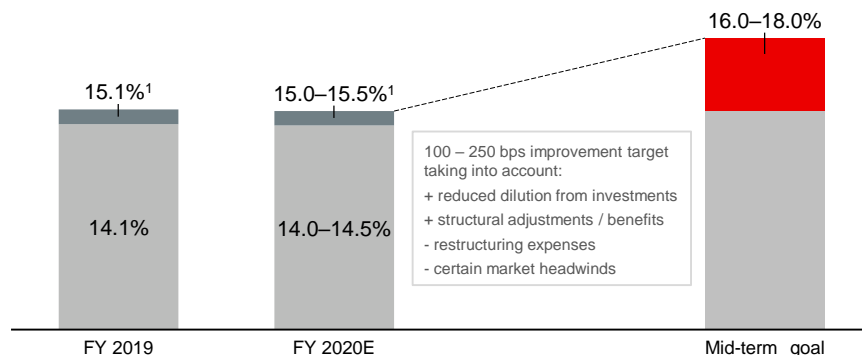 16.0–18.0%
15.1%¹
15.0–15.5%¹
100 – 250 bps improvement target
taking into account:
+ reduced dilution from investments
+ structural adjustments / benefits
- restructuring expenses
- certain market headwinds
14.1%
14.0–14.5%
FY 2019
FY 2020E
Mid-term goal